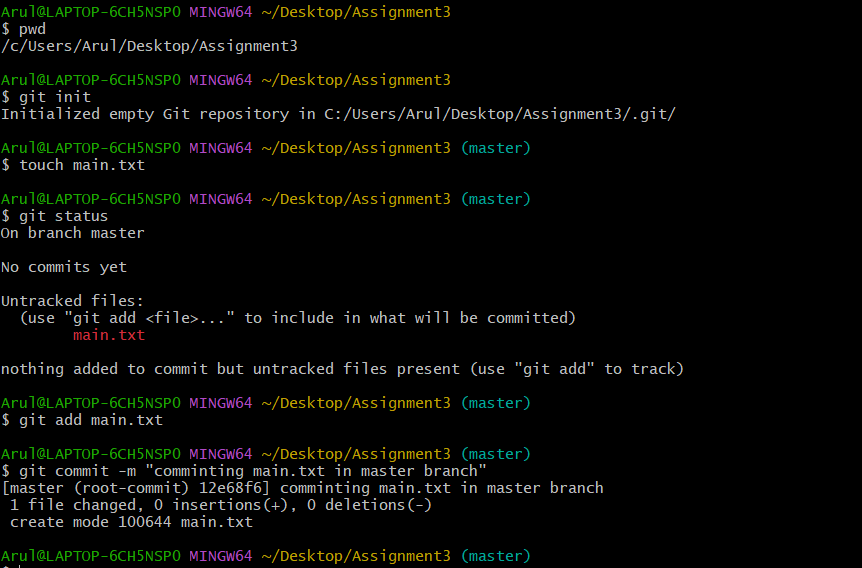 Arul@LAPTOP-6CH5NSP0 MINGW64 ~/Desktop/Assignment3
$ pwd
/c/Users/Arul/Desktop/Assignment3
Arul@LAPTOP-6CH5NSP0 MINGW64 ~/Desktop/Assignment3
$ git init
Initialized empty Git repository in C:/Users/Arul/Desktop/Assignment3/.git/
Arul@LAPTOP-6CH5NSP0 MINGW64 ~/Desktop/Assignment3 (master)
$ touch main.txt
Arul@LAPTOP-6CH5NSP0 MINGW64 ~/Desktop/Assignment3 (master)
$ git status
On branch master
No commits yet
Untracked files:
  (use "git add <file>..." to include in what will be committed)
        main.txt
nothing added to commit but untracked files present (use "git add" to track)
Arul@LAPTOP-6CH5NSP0 MINGW64 ~/Desktop/Assignment3 (master)
$ git add main.txt
Arul@LAPTOP-6CH5NSP0 MINGW64 ~/Desktop/Assignment3 (master)
$ git commit -m "comminting main.txt in master branch"
[master (root-commit) 12e68f6] comminting main.txt in master branch
 1 file changed, 0 insertions(+), 0 deletions(-)
 create mode 100644 main.txt
Arul@LAPTOP-6CH5NSP0 MINGW64 ~/Desktop/Assignment3 (master)